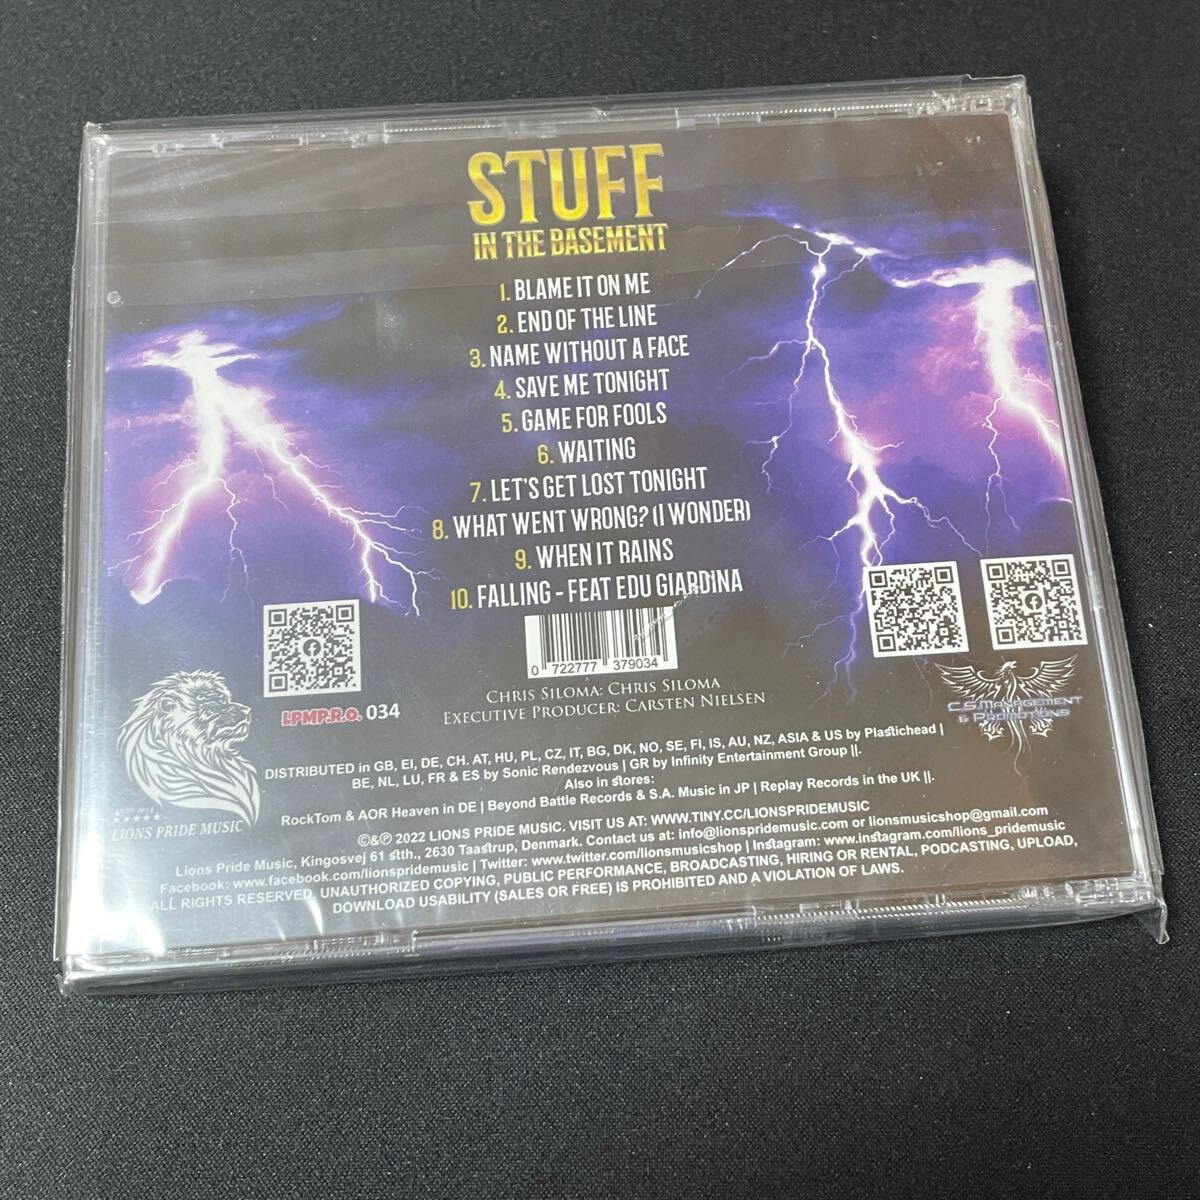 STUFF
IN THE BASEMENT
1. BLAME IT ON ME
2. END OF THE LINE
3. NAME WITHOUT A FACE
4. SAVE ME TONIGHT
5. GAME FOR FOOLS
6. WAITING
7. LET'S GET LOST TONIGHT
8. WHAT WENT WRONG? (I WONDER)
9. WHEN IT RAINS
10. FALLING - FEAT EDU GIARDINA
0 722777 379034
CHRIS SILOMA: CHRIS SILOMA
EXECUTIVE PRODUCER: CARSTEN NIELSEN
LPMP.R.O. 034
LIONS PRIDE MUSIC
C.S.MANAGEMENT
& PROMOTIONS
DISTRIBUTED in GB, EI, DE, CH. AT, HU, PL, CZ, IT, BG, DK, NO, SE, FI, IS, AU, NZ, ASIA & US by Plastichead |
BE, NL, LU, FR & ES by Sonic Rendezvous | GR by Infinity Entertainment Group ||.
Also in stores:
RockTom & AOR Heaven in DE | Beyond Battle Records & S.A. Music in JP | Replay Records in the UK ||.
©&℗ 2022 LIONS PRIDE MUSIC. VISIT US AT: WWW.TINY.CC/LIONSPRIDEMUSIC
Lions Pride Music, Kingosvej 61 stth., 2630 Taastrup, Denmark. Contact us at: info@lionspridemusic.com or lionsmusicshop@gmail.com
Facebook: www.facebook.com/lionspridemusic | Twitter: www.twitter.com/lionsmusicshop | Instagram: www.instagram.com/lions_pridemusic
ALL RIGHTS RESERVED. UNAUTHORIZED COPYING, PUBLIC PERFORMANCE, BROADCASTING, HIRING OR RENTAL, PODCASTING, UPLOAD,
DOWNLOAD USABILITY (SALES OR FREE) IS PROHIBITED AND A VIOLATION OF LAWS.